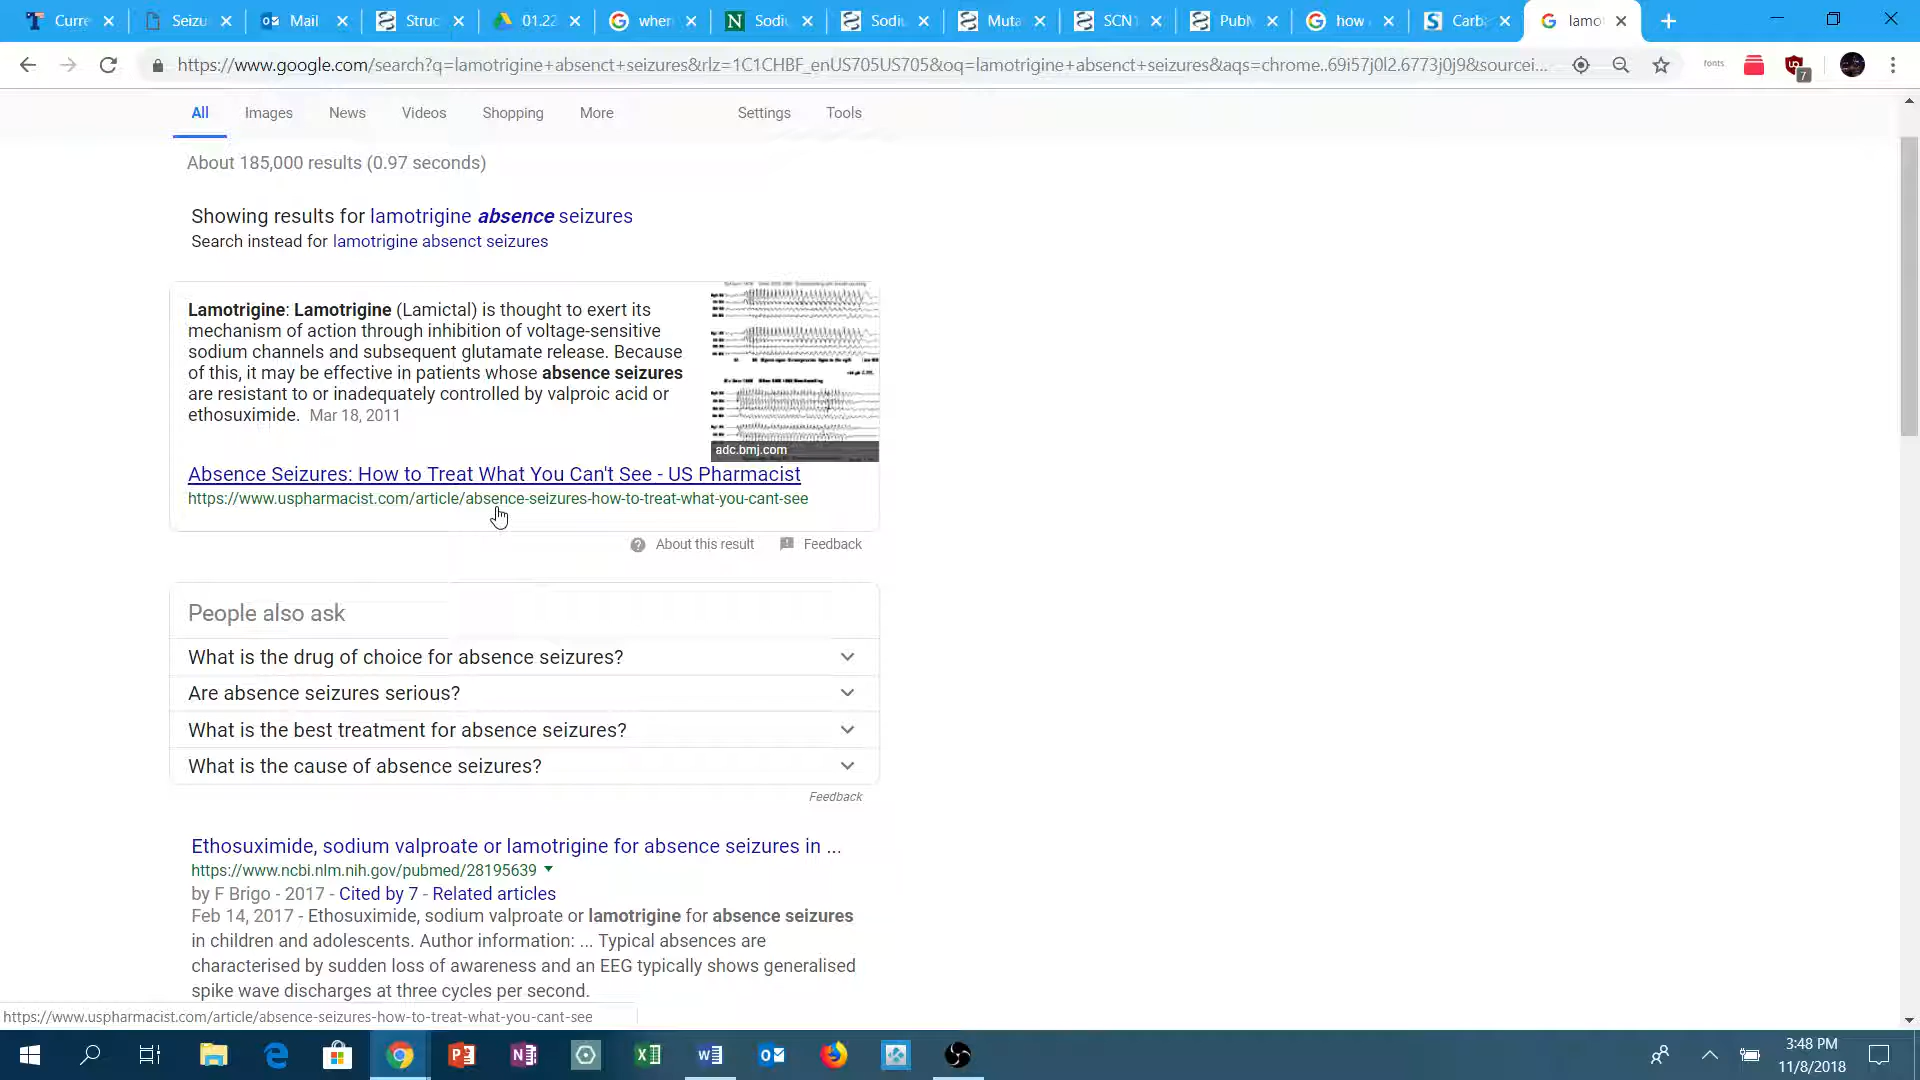 Curre
Seizu
Mail
Struc
01.22
wher
Sodiu
Sodiu
Muta
SCN1
PubM
how
Carba
lamo
https://www.google.com/search?q=lamotrigine+absenct+seizures&rlz=1C1CHBF_enUS705US705&oq=lamotrigine+absenct+seizures&aqs=chrome..69i57j0l2.6773j0j9&sourcei...
fonts
7
All Images News Videos Shopping More Settings Tools
About 185,000 results (0.97 seconds)
Showing results for lamotrigine absence seizures
Search instead for lamotrigine absenct seizures
Lamotrigine: Lamotrigine (Lamictal) is thought to exert its
mechanism of action through inhibition of voltage-sensitive
sodium channels and subsequent glutamate release. Because
of this, it may be effective in patients whose absence seizures
are resistant to or inadequately controlled by valproic acid or
ethosuximide. Mar 18, 2011
adc.bmj.com
Absence Seizures: How to Treat What You Can't See - US Pharmacist
https://www.uspharmacist.com/article/absence-seizures-how-to-treat-what-you-cant-see
About this result Feedback
People also ask
What is the drug of choice for absence seizures?
Are absence seizures serious?
What is the best treatment for absence seizures?
What is the cause of absence seizures?
Feedback
Ethosuximide, sodium valproate or lamotrigine for absence seizures in ...
https://www.ncbi.nlm.nih.gov/pubmed/28195639
by F Brigo - 2017 - Cited by 7 - Related articles
Feb 14, 2017 - Ethosuximide, sodium valproate or lamotrigine for absence seizures
in children and adolescents. Author information: ... Typical absences are
characterised by sudden loss of awareness and an EEG typically shows generalised
spike wave discharges at three cycles per second.
https://www.uspharmacist.com/article/absence-seizures-how-to-treat-what-you-cant-see
3:48 PM
11/8/2018